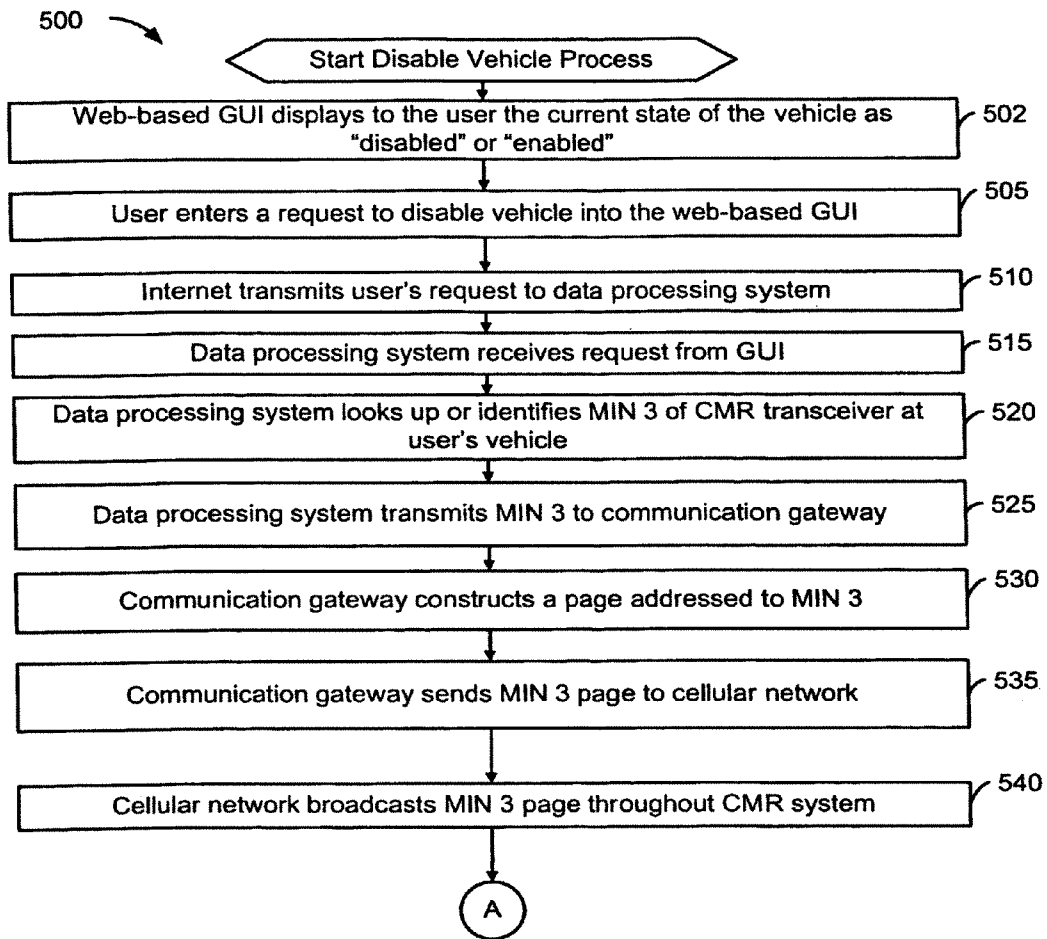 500
Start Disable Vehicle Process
Web-based GUI displays to the user the current state of the vehicle as
“disabled” or “enabled”
502
User enters a request to disable vehicle into the web-based GUI
505
Internet transmits user's request to data processing system
510
Data processing system receives request from GUI
515
Data processing system looks up or identifies MIN 3 of CMR transceiver at
user's vehicle
520
Data processing system transmits MIN 3 to communication gateway
525
Communication gateway constructs a page addressed to MIN 3
530
Communication gateway sends MIN 3 page to cellular network
535
Cellular network broadcasts MIN 3 page throughout CMR system
540
A